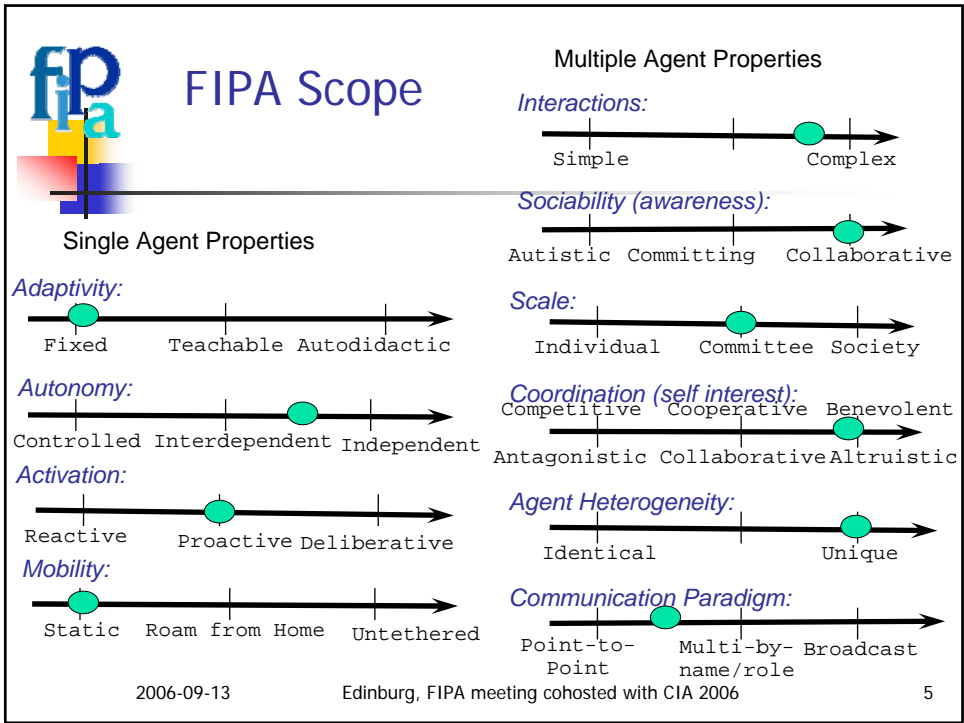 fipa
FIPA Scope
Single Agent Properties
Adaptivity:
Fixed Teachable Autodidactic
Autonomy:
Controlled Interdependent Independent
Activation:
Reactive Proactive Deliberative
Mobility:
Static Roam from Home Untethered
Multiple Agent Properties
Interactions:
Simple Complex
Sociability (awareness):
Autistic Committing Collaborative
Scale:
Individual Committee Society
Coordination (self interest):
Competitive Cooperative Benevolent
Antagonistic Collaborative Altruistic
Agent Heterogeneity:
Identical Unique
Communication Paradigm:
Point-to- Multi-by- Broadcast
Point name/role
2006-09-13 Edinburg, FIPA meeting cohosted with CIA 2006 5